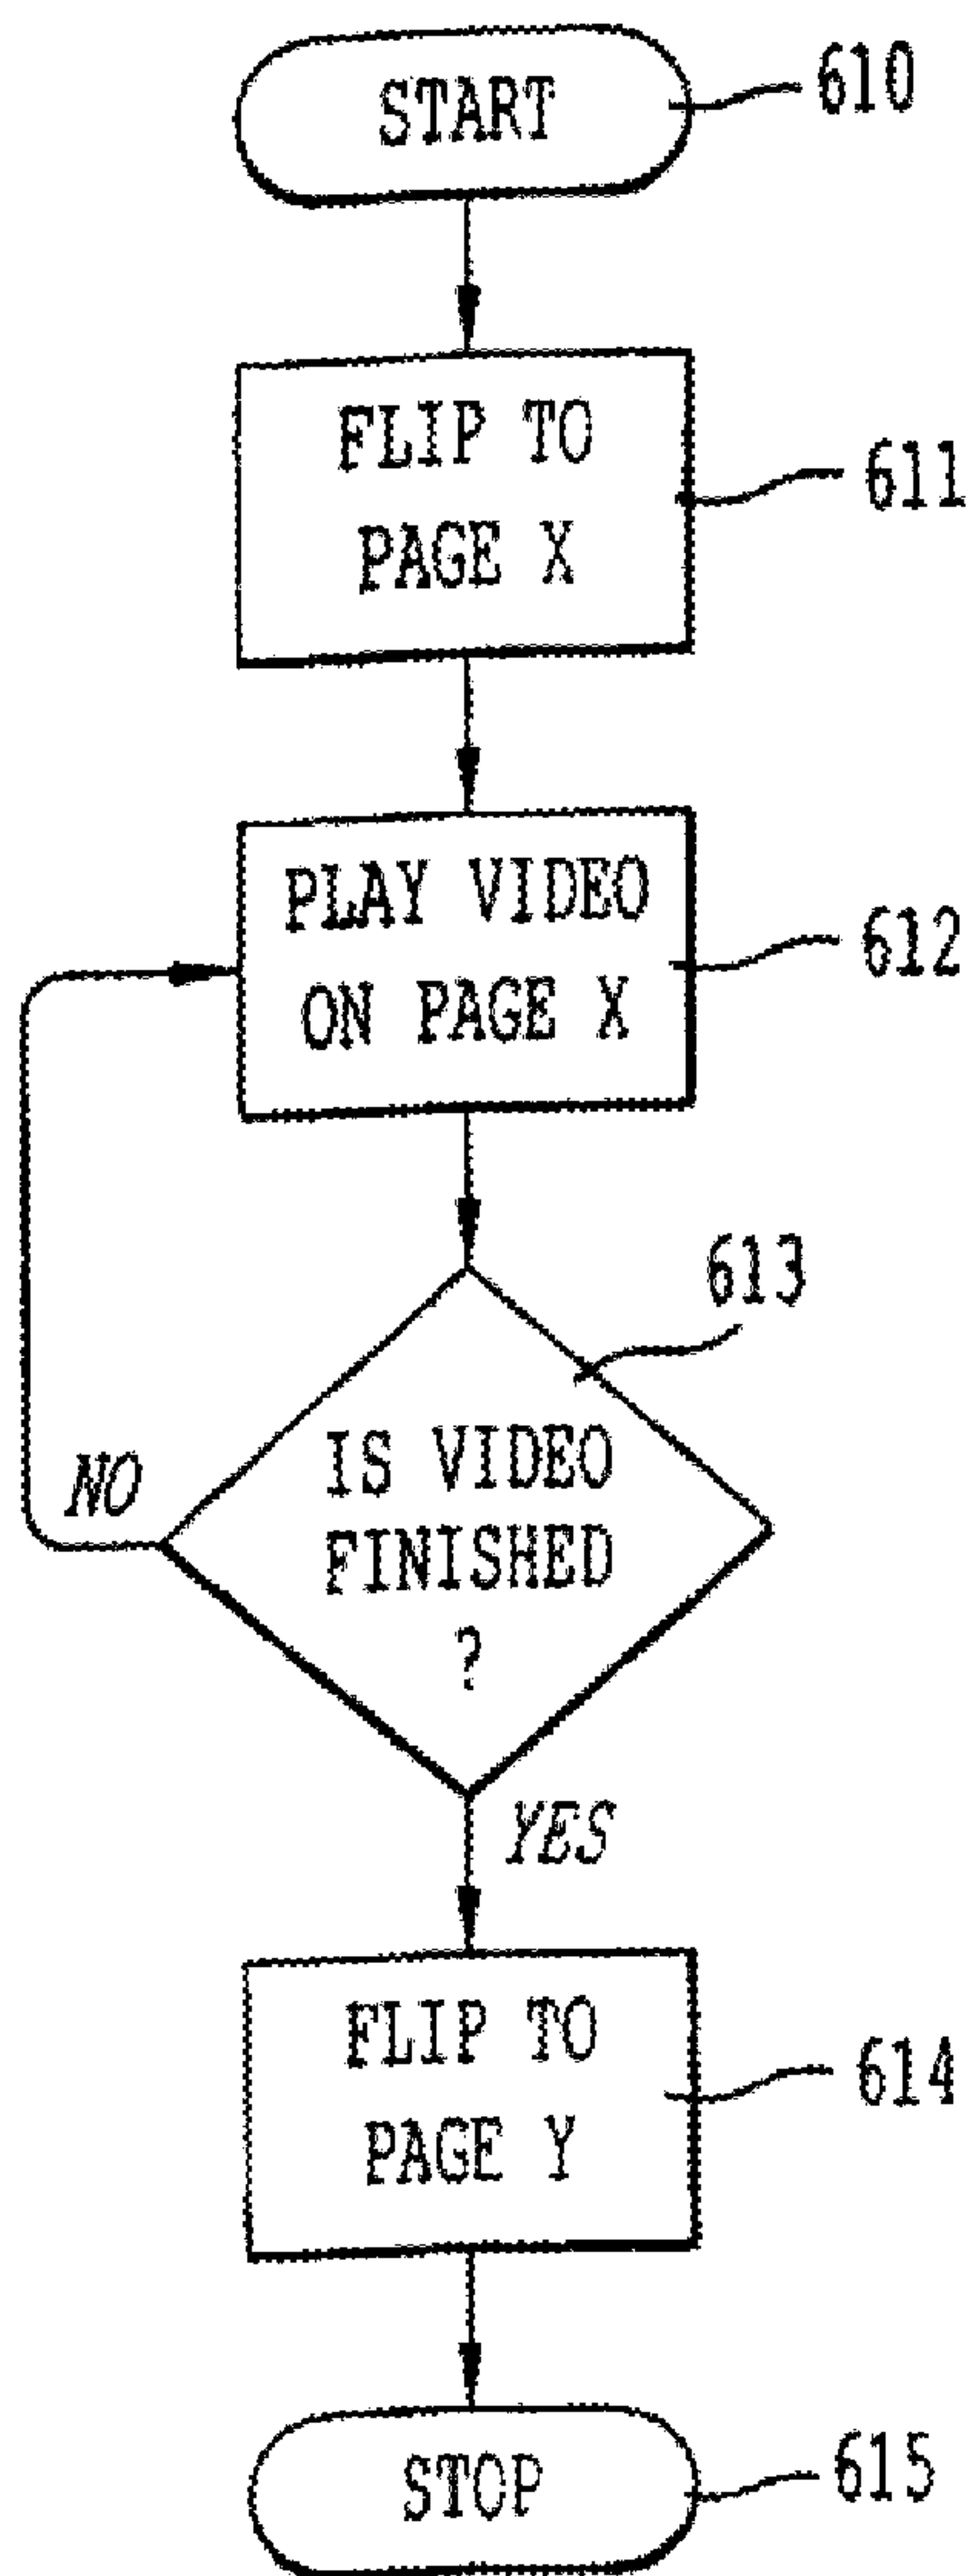 START
610
FLIP TO
PAGE X
611
PLAY VIDEO
ON PAGE X
612
613
IS VIDEO
FINISHED
?
NO
YES
FLIP TO
PAGE Y
614
STOP
615